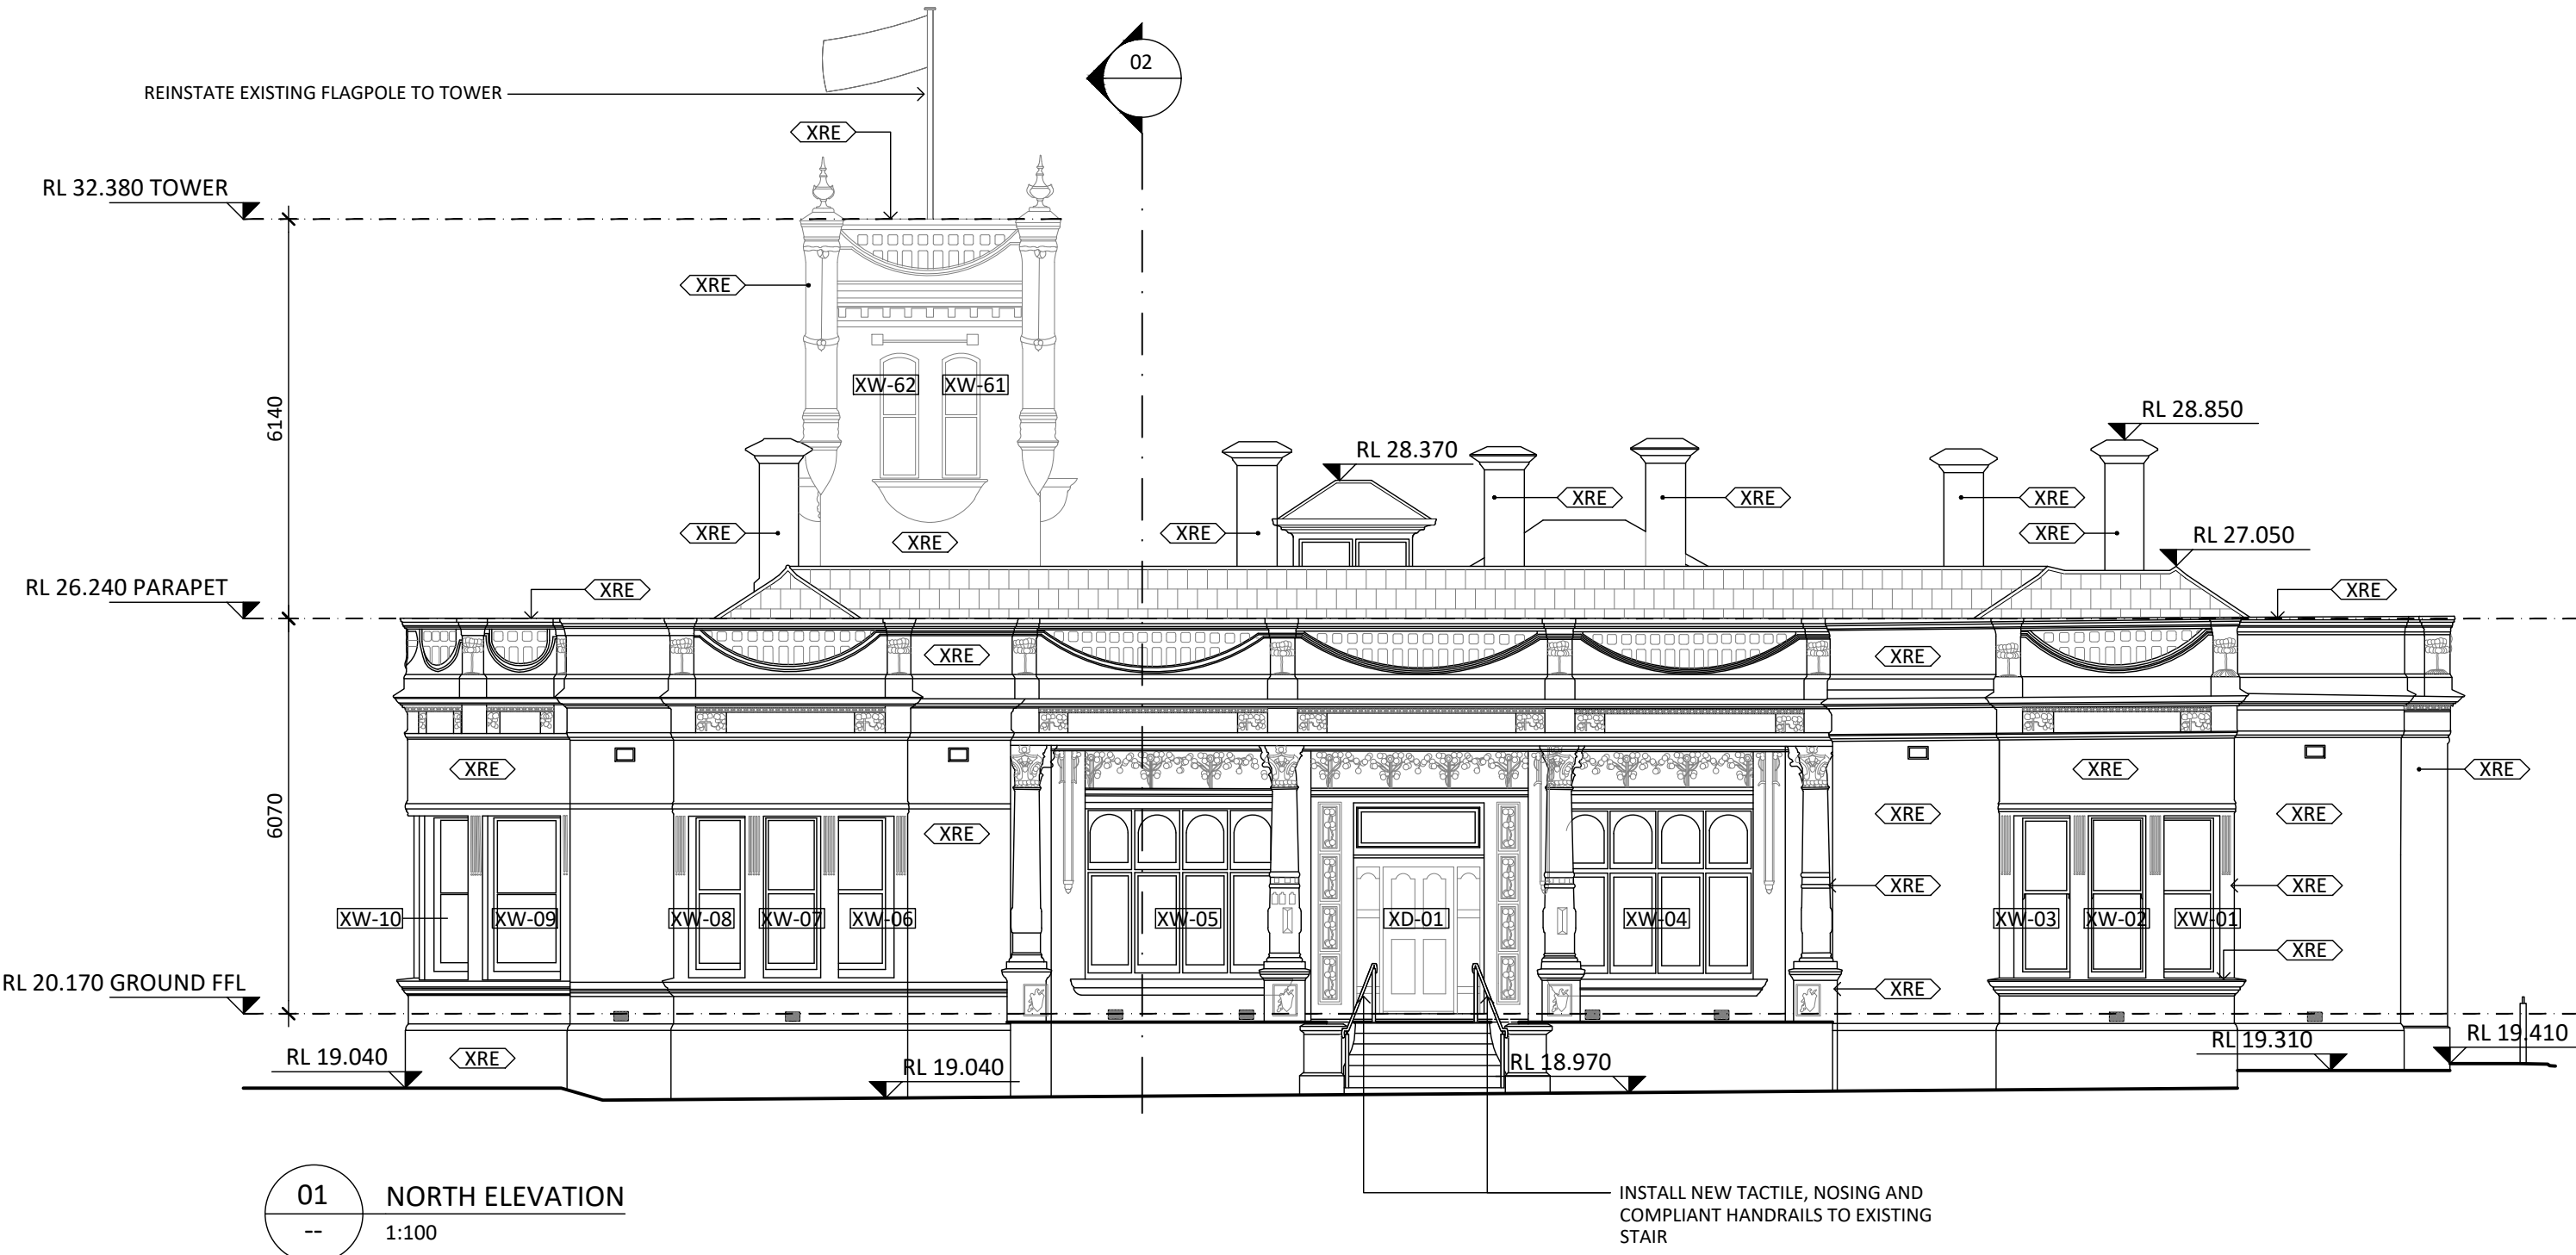 02
REINSTATE EXISTING FLAGPOLE TO TOWER
XRE
RL 32.380 TOWER
XRE
XW-62 XW-61
6140
RL 28.850
RL 28.370
XRE XRE XRE
XRE XRE XRE
XRE
RL 27.050
RL 26.240 PARAPET
XRE XRE
XRE XRE
XRE XRE XRE
6070
XRE XRE XRE
XRE XRE
XW-10 XW-09 XW-08 XW-07 XW-06 XW-05 XD-01 XW-04 XW-03 XW-02 XW-01
XRE
RL 20.170 GROUND FFL
XRE
RL 19.040 XRE RL 19.040 RL 18.970 RL 19.310 RL 19.410
01 NORTH ELEVATION
-- 1:100
INSTALL NEW TACTILE, NOSING AND
COMPLIANT HANDRAILS TO EXISTING
STAIR